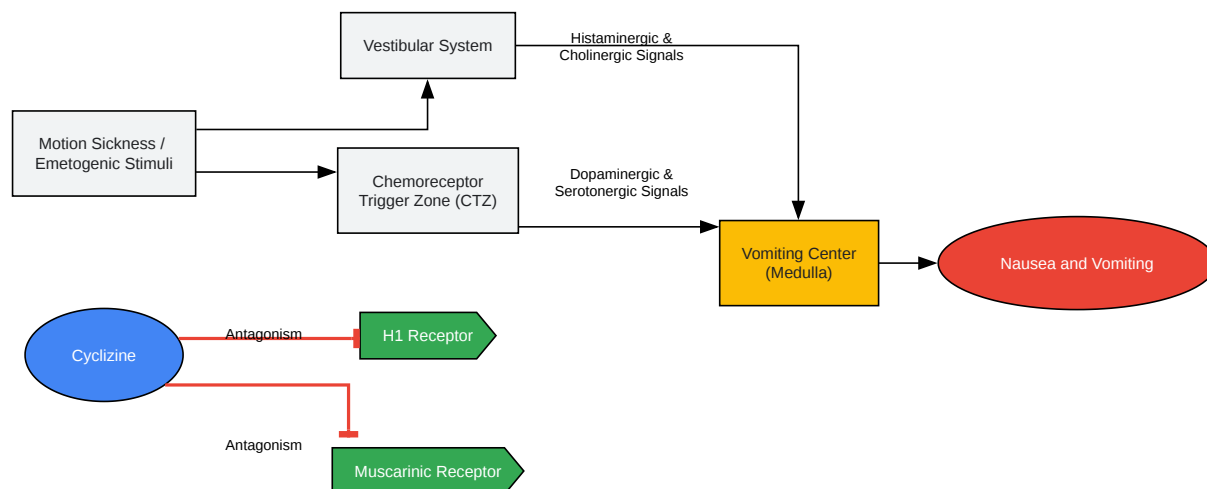 Vestibular System
Histaminergic &
Cholinergic Signals
Motion Sickness /
Emetogenic Stimuli
Chemoreceptor
Trigger Zone (CTZ)
Dopaminergic &
Serotonergic Signals
Vomiting Center
(Medulla)
Nausea and Vomiting
Cyclizine
Antagonism
H1 Receptor
Antagonism
Muscarinic Receptor